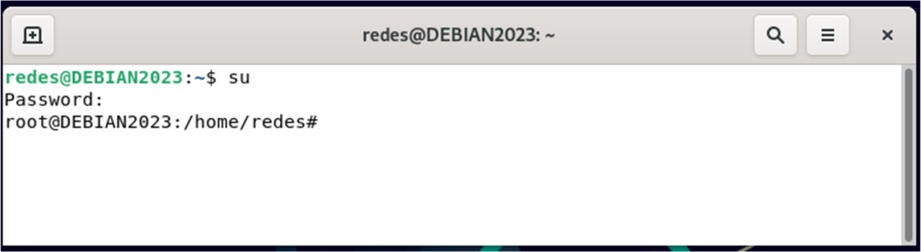 redes@DEBIAN2023: ~
redes@DEBIAN2023:~$ su
Password:
root@DEBIAN2023:/home/redes#